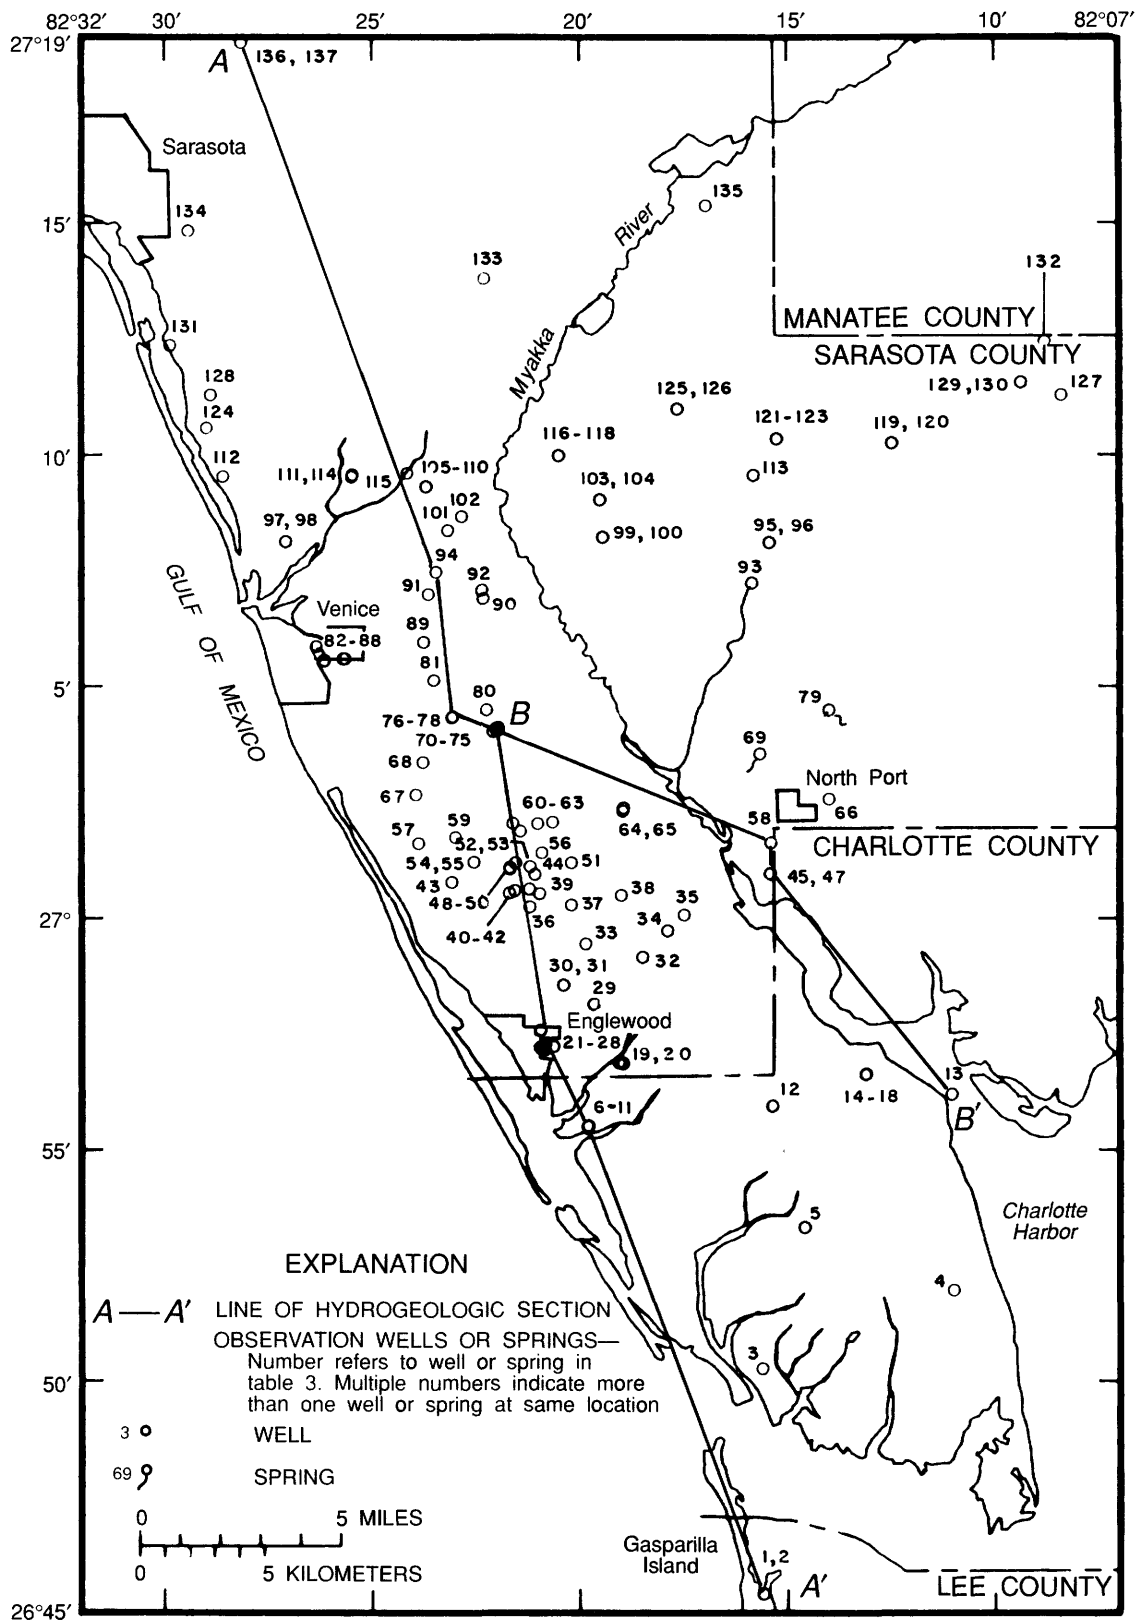 82°32′ 30′ 25′ 20′ 15′ 10′ 82°07′
27°19′
A 136, 137
Sarasota
134
15′
135
River
133
132
MANATEE COUNTY
SARASOTA COUNTY
131
Myakka
128
124
125, 126
129,130 127
121-123
119, 120
116-118
10′
112
111,114 115 105-110
113
103, 104
102
101
97,98
99,100
95, 96
94
93
92
91
90
GULF OF MEXICO
Venice
89
82-88
81
5′
80
B
79
76-78
70-75
69
68
North Port
67
60-63
66
58
64,65
59
57
52,53
56
CHARLOTTE COUNTY
54,55
44
51
45, 47
43
39
38
35
48-50
37
36
34
27°
40-42
33
32
30, 31
29
Englewood
21-28
19,20
13
12
14-18
B′
6-11
55′
5
Charlotte
Harbor
4
3
50′
EXPLANATION
A — A′ LINE OF HYDROGEOLOGIC SECTION
OBSERVATION WELLS OR SPRINGS—
Number refers to well or spring in
table 3. Multiple numbers indicate more
than one well or spring at same location
3 WELL
69 SPRING
0 5 MILES
0 5 KILOMETERS
Gasparilla
Island
1,2
A′
LEE COUNTY
26°45′